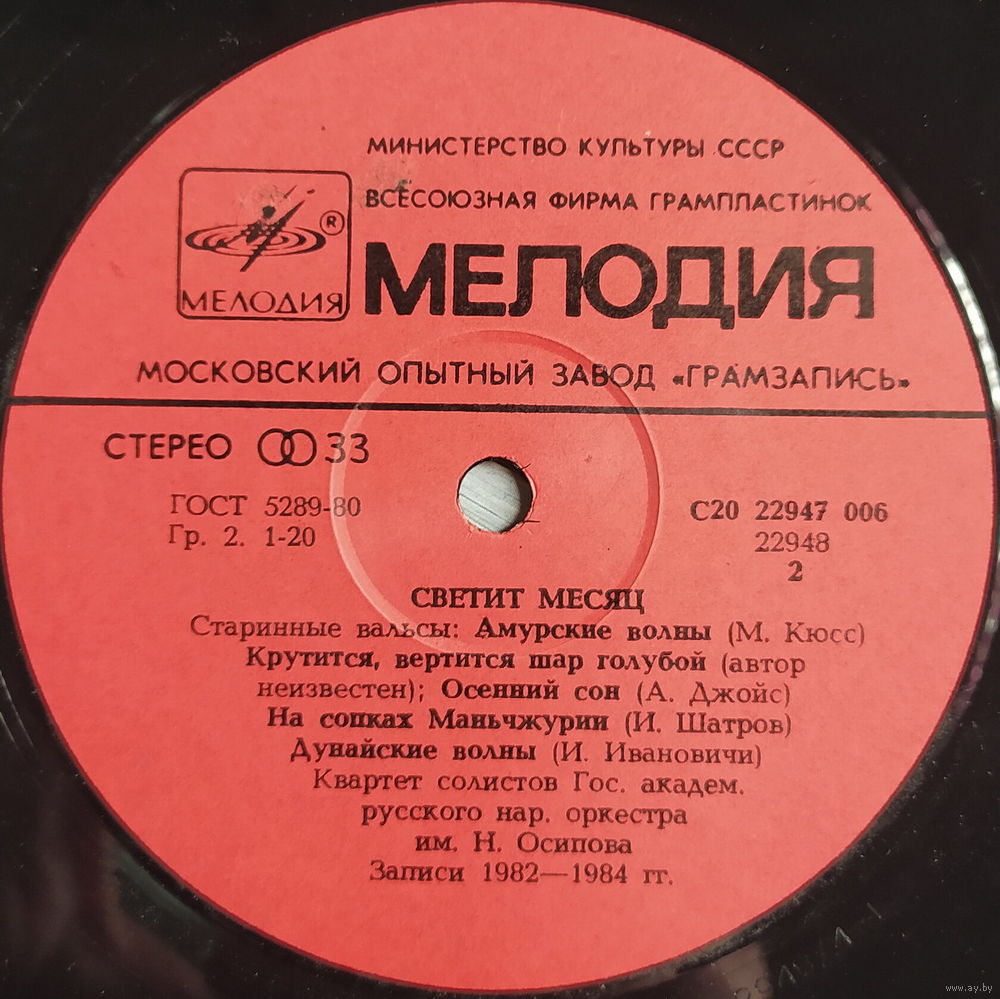 МИНИСТЕРСТВО КУЛЬТУРЫ СССР
ВСЕСОЮЗНАЯ ФИРМА ГРАМПЛАСТИНОК
МЕЛОДИЯ ®
МЕЛОДИЯ
МОСКОВСКИЙ ОПЫТНЫЙ ЗАВОД «ГРАМЗАПИСЬ»
СТЕРЕО 33
ГОСТ 5289-80
Гр. 2. 1-20
С20 22947 006
22948
2
СВЕТИТ МЕСЯЦ
Старинные вальсы: Амурские волны (М. Кюсс)
Крутится, вертится шар голубой (автор
неизвестен); Осенний сон (А. Джойс)
На сопках Маньчжурии (И. Шатров)
Дунайские волны (И. Ивановичи)
Квартет солистов Гос. академ.
русского нар. оркестра
им. Н. Осипова
Записи 1982—1984 гг.
www.ay.by